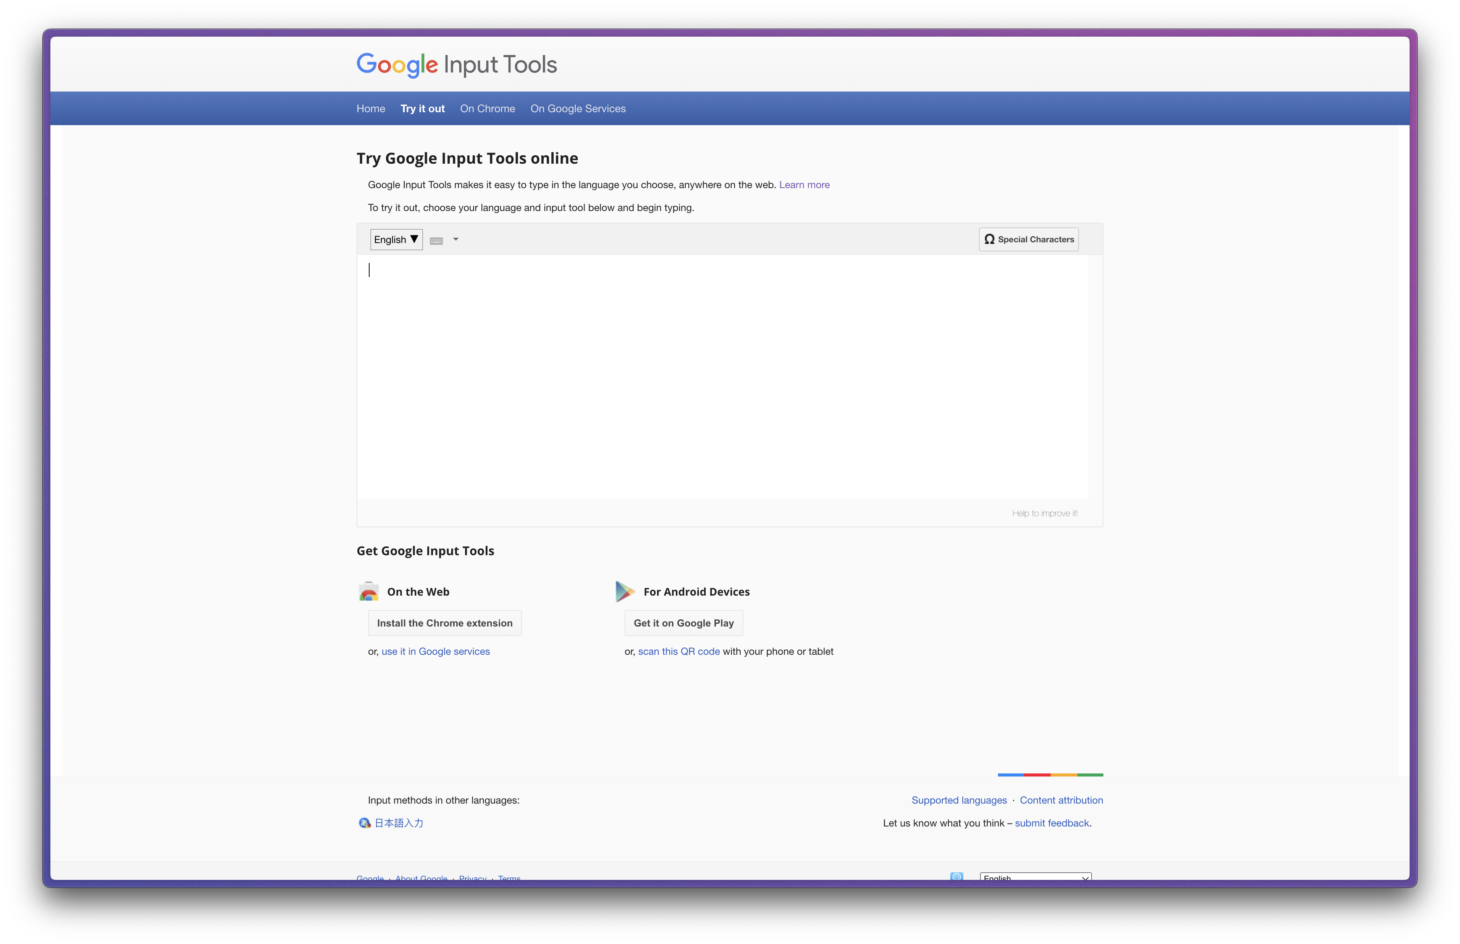 Google Input Tools
Home Try it out On Chrome On Google Services
Try Google Input Tools online
Google Input Tools makes it easy to type in the language you choose, anywhere on the web. Learn more
To try it out, choose your language and input tool below and begin typing.
English ▼ Ω Special Characters
Help to improve it!
Get Google Input Tools
On the Web For Android Devices
Install the Chrome extension Get it on Google Play
or, use it in Google services or, scan this QR code with your phone or tablet
Input methods in other languages: Supported languages · Content attribution
日本語入力 Let us know what you think – submit feedback.
Google · About Google · Privacy · Terms English